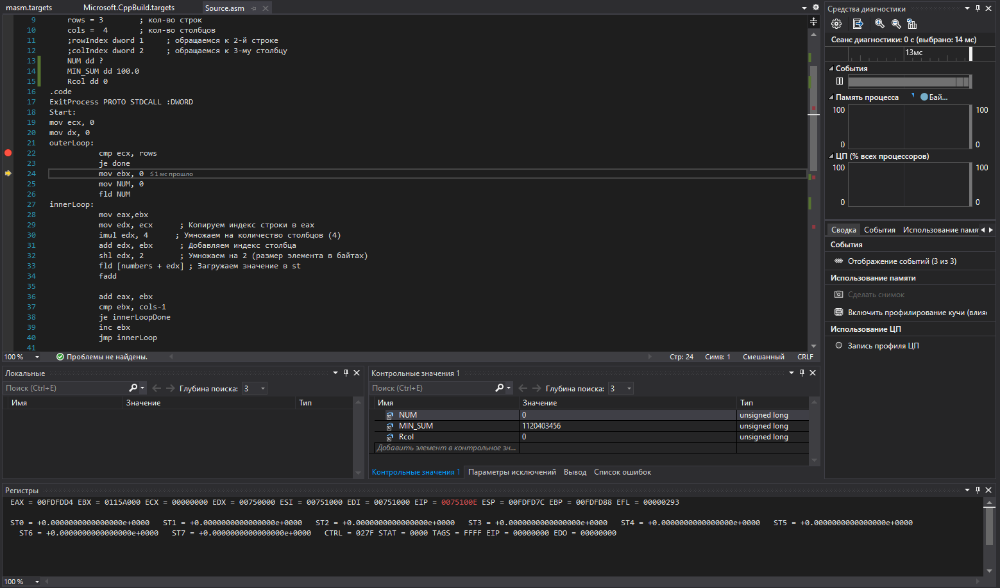 masm.targets Microsoft.CppBuild.targets Source.asm
9 rows = 3 ; кол-во строк
10 cols = 4 ; кол-во столбцов
11 ;rowIndex dword 1 ; обращаемся к 2-й строке
12 ;colIndex dword 2 ; обращаемся к 3-му столбцу
13 NUM dd ?
14 MIN_SUM dd 100.0
15 Rcol dd 0
16 .code
17 ExitProcess PROTO STDCALL :DWORD
18 Start:
19 mov ecx, 0
20 mov dx, 0
21 outerLoop:
22 cmp ecx, rows
23 je done
24 mov ebx, 0 ≤ 1 мс прошло
25 mov NUM, 0
26 fld NUM
27 innerLoop:
28 mov eax,ebx
29 mov edx, ecx ; Копируем индекс строки в eax
30 imul edx, 4 ; Умножаем на количество столбцов (4)
31 add edx, ebx ; Добавляем индекс столбца
32 shl edx, 2 ; Умножаем на 2 (размер элемента в байтах)
33 fld [numbers + edx] ; Загружаем значение в st
34 fadd
35
36 add eax, ebx
37 cmp ebx, cols-1
38 je innerLoopDone
39 inc ebx
40 jmp innerLoop
41
100 % Проблемы не найдены. Стр: 24 Симв: 1 Смешанный CRLF
Средства диагностики
Сеанс диагностики: 0 с (выбрано: 14 мс)
13мс
События
Память процесса Бай...
100 100
0 0
ЦП (% всех процессоров)
100 100
0 0
Сводка События Использование памят
События
Отображение событий (3 из 3)
Использование памяти
Сделать снимок
Включить профилирование кучи (влияе
Использование ЦП
Запись профиля ЦП
Локальные
Поиск (Ctrl+E) Глубина поиска: 3
Имя Значение Тип
Контрольные значения 1
Поиск (Ctrl+E) Глубина поиска: 3
Имя Значение Тип
NUM 0 unsigned long
MIN_SUM 1120403456 unsigned long
Rcol 0 unsigned long
Добавить элемент в контрольное зн...
Контрольные значения 1 Параметры исключений Вывод Список ошибок
Регистры
EAX = 00FDFDD4 EBX = 0115A000 ECX = 00000000 EDX = 00750000 ESI = 00751000 EDI = 00751000 EIP = 0075100E ESP = 00FDFD7C EBP = 00FDFD88 EFL = 00000293
ST0 = +0.0000000000000000e+0000 ST1 = +0.0000000000000000e+0000 ST2 = +0.0000000000000000e+0000 ST3 = +0.0000000000000000e+0000 ST4 = +0.0000000000000000e+0000 ST5 = +0.0000000000000000e+0000
ST6 = +0.0000000000000000e+0000 ST7 = +0.0000000000000000e+0000 CTRL = 027F STAT = 0000 TAGS = FFFF EIP = 00000000 EDO = 00000000
100 %